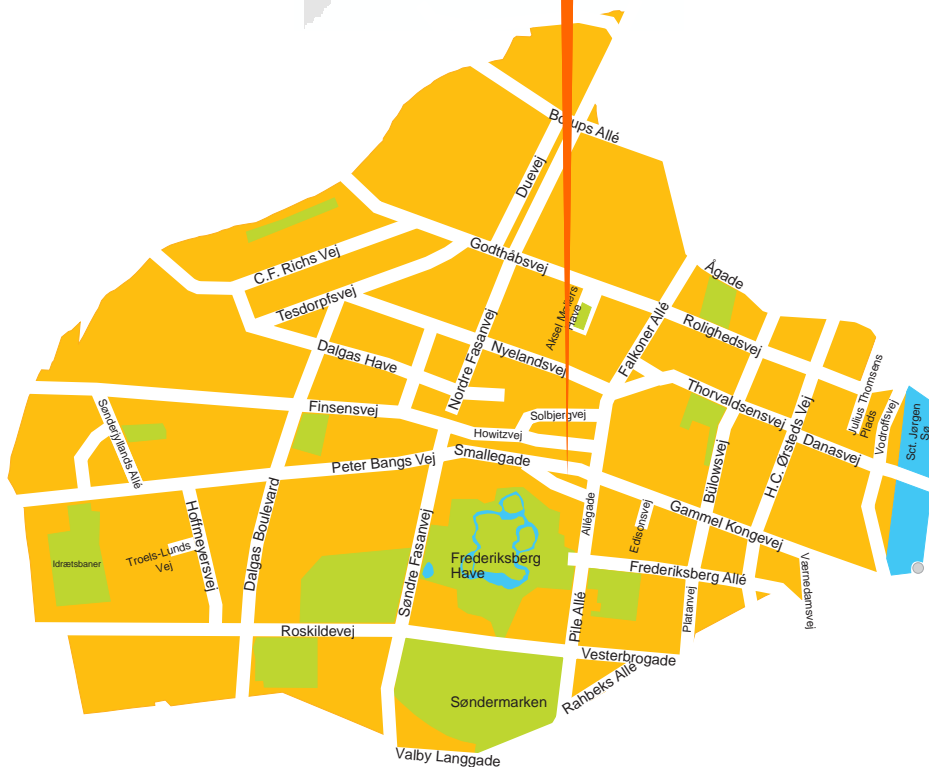 Borups Allé
Duevej
Godthåbsvej
Ågade
C.F. Richs Vej
Tesdorpfsvej
Aksel Møllers
Have
Falkoner Allé
Rolighedsvej
Dalgas Have
Nordre Fasanvej
Nyelandsvej
Thorvaldsensvej
Julius Thomsens
Plads
Vodroffsvej
Sct. Jørgen
Sø
Sønderjyllands Allé
Finsensvej
Solbjergvej
Howitzvej
Bülowsvej
H.C. Ørsteds Vej
Danasvej
Peter Bangs Vej
Smallegade
Hoffmeyersvej
Dalgas Boulevard
Allégade
Edisonsvej
Gammel Kongevej
Idrætsbaner
Troels-Lunds
Vej
Søndre Fasanvej
Frederiksberg
Have
Frederiksberg Allé
Værnedamsvej
Platanvej
Pile Allé
Roskildevej
Vesterbrogade
Rahbeks Allé
Søndermarken
Valby Langgade